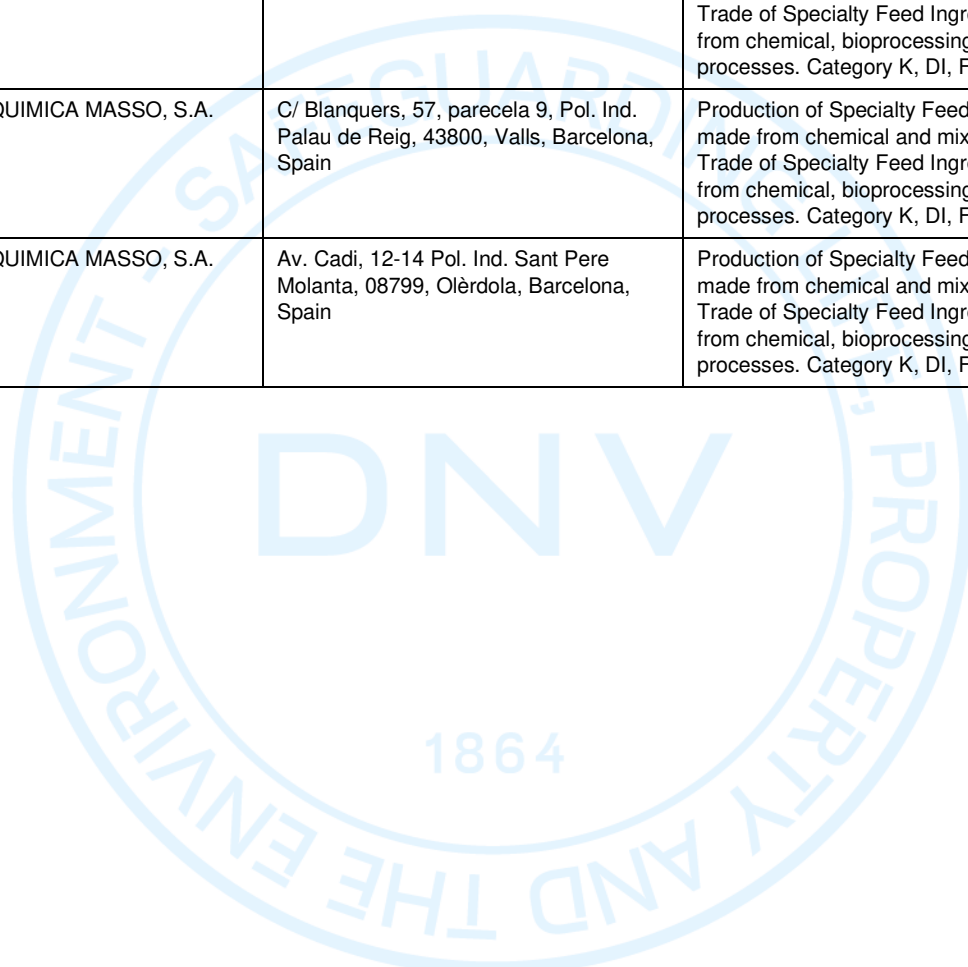 Trade of Specialty Feed Ingre
from chemical, bioprocessing
processes. Category K, DI, F
QUIMICA MASSO, S.A.
C/ Blanquers, 57, parecela 9, Pol. Ind.
Palau de Reig, 43800, Valls, Barcelona,
Spain
Production of Specialty Feed
made from chemical and mix
Trade of Specialty Feed Ingre
from chemical, bioprocessing
processes. Category K, DI, F
QUIMICA MASSO, S.A.
Av. Cadi, 12-14 Pol. Ind. Sant Pere
Molanta, 08799, Olèrdola, Barcelona,
Spain
Production of Specialty Feed
made from chemical and mix
Trade of Specialty Feed Ingre
from chemical, bioprocessing
processes. Category K, DI, F
SAFEGUARDING LIFE, PROPERTY AND THE ENVIRONMENT -
DNV
1864